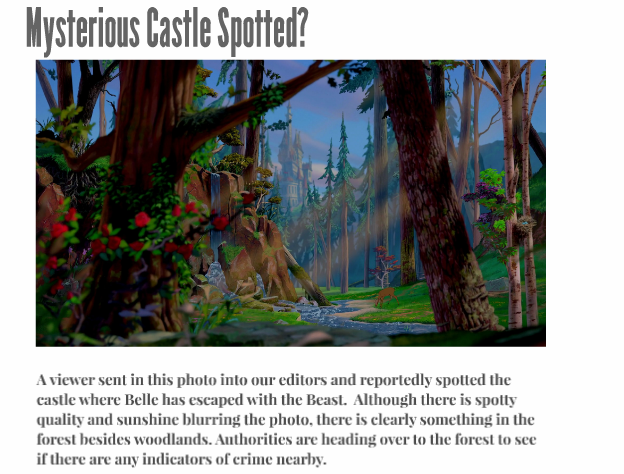 Mysterious Castle Spotted?
A viewer sent in this photo into our editors and reportedly spotted the
castle where Belle has escaped with the Beast. Although there is spotty
quality and sunshine blurring the photo, there is clearly something in the
forest besides woodlands. Authorities are heading over to the forest to see
if there are any indicators of crime nearby.